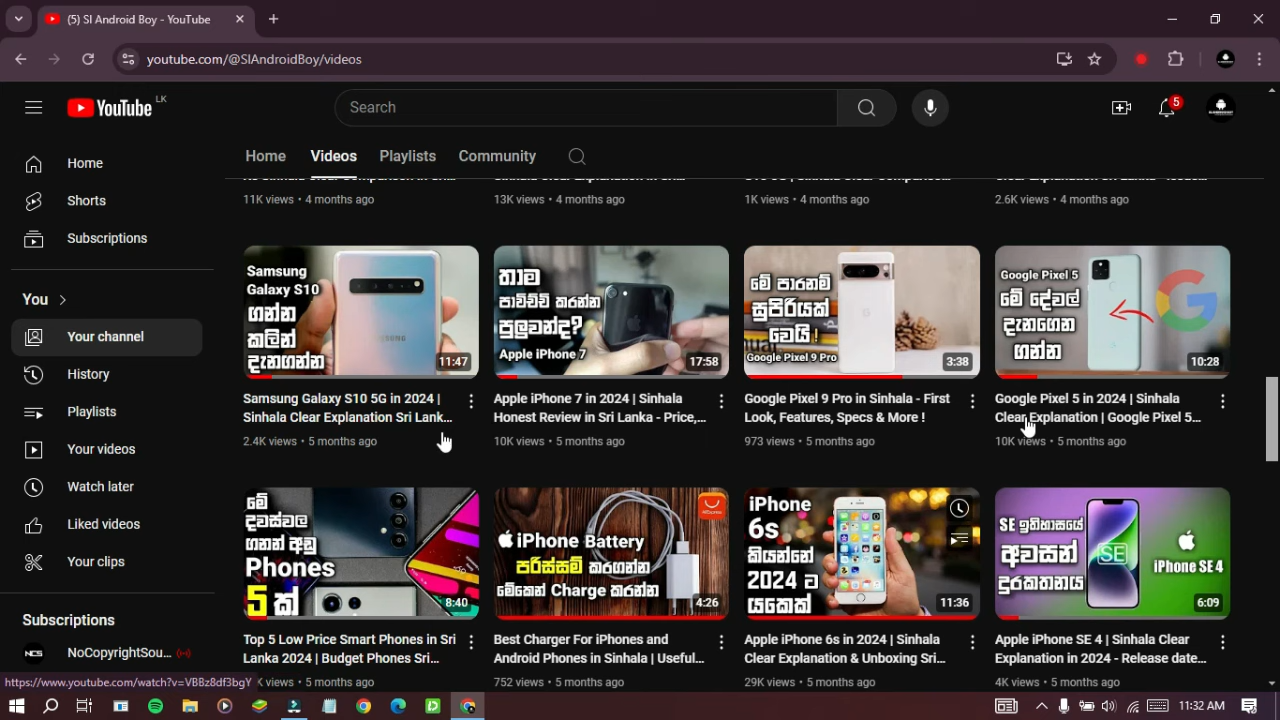 (5) SI Android Boy - YouTube
youtube.com/@SIAndroidBoy/videos
YouTube LK
Search
5
Home
Videos
Playlists
Community
Home
Shorts
Subscriptions
You
Your channel
History
Playlists
Your videos
Watch later
Liked videos
Your clips
Subscriptions
NoCopyrightSou...
11K views • 4 months ago
13K views • 4 months ago
1K views • 4 months ago
2.6K views • 4 months ago
Samsung
Galaxy S10
ගන්න
කලින්
දැනගන්න
11:47
Samsung Galaxy S10 5G in 2024 |
Sinhala Clear Explanation Sri Lank...
2.4K views • 5 months ago
තාම
පාවිච්චි කරන්න
පුලුවන්ද?
Apple iPhone 7
17:58
Apple iPhone 7 in 2024 | Sinhala
Honest Review in Sri Lanka - Price,...
10K views • 5 months ago
මේ පාරනම්
සුපිරියක්
වෙයි !
Google Pixel 9 Pro
3:38
Google Pixel 9 Pro in Sinhala - First
Look, Features, Specs & More !
973 views • 5 months ago
Google Pixel 5
මේ දේවල්
දැනගෙන
ගන්න
10:28
Google Pixel 5 in 2024 | Sinhala
Clear Explanation | Google Pixel 5...
10K views • 5 months ago
මේ
දවස්වල
ගනන් අඩු
Phones
5 ක්
8:40
Top 5 Low Price Smart Phones in Sri
Lanka 2024 | Budget Phones Sri...
views • 5 months ago
iPhone Battery
පරිස්සම් කරගන්න
මේකෙන් Charge කරන්න
4:26
Best Charger For iPhones and
Android Phones in Sinhala | Useful...
752 views • 5 months ago
iPhone
6s
කියන්නේ
2024 ට
යකෙක්
11:36
Apple iPhone 6s in 2024 | Sinhala
Clear Explanation & Unboxing Sri...
29K views • 5 months ago
SE ඉතිහාසයේ
අවසන්
දුරකතනය
SE
iPhone SE 4
6:09
Apple iPhone SE 4 | Sinhala Clear
Explanation in 2024 - Release date...
4K views • 5 months ago
https://www.youtube.com/watch?v=VBBz8df3bgY
11:32 AM